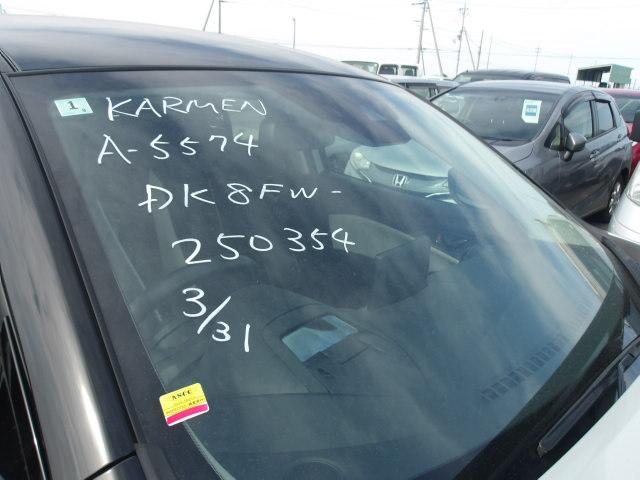 1
KARMEN
A-5574
DK8FW-
250354
3/31